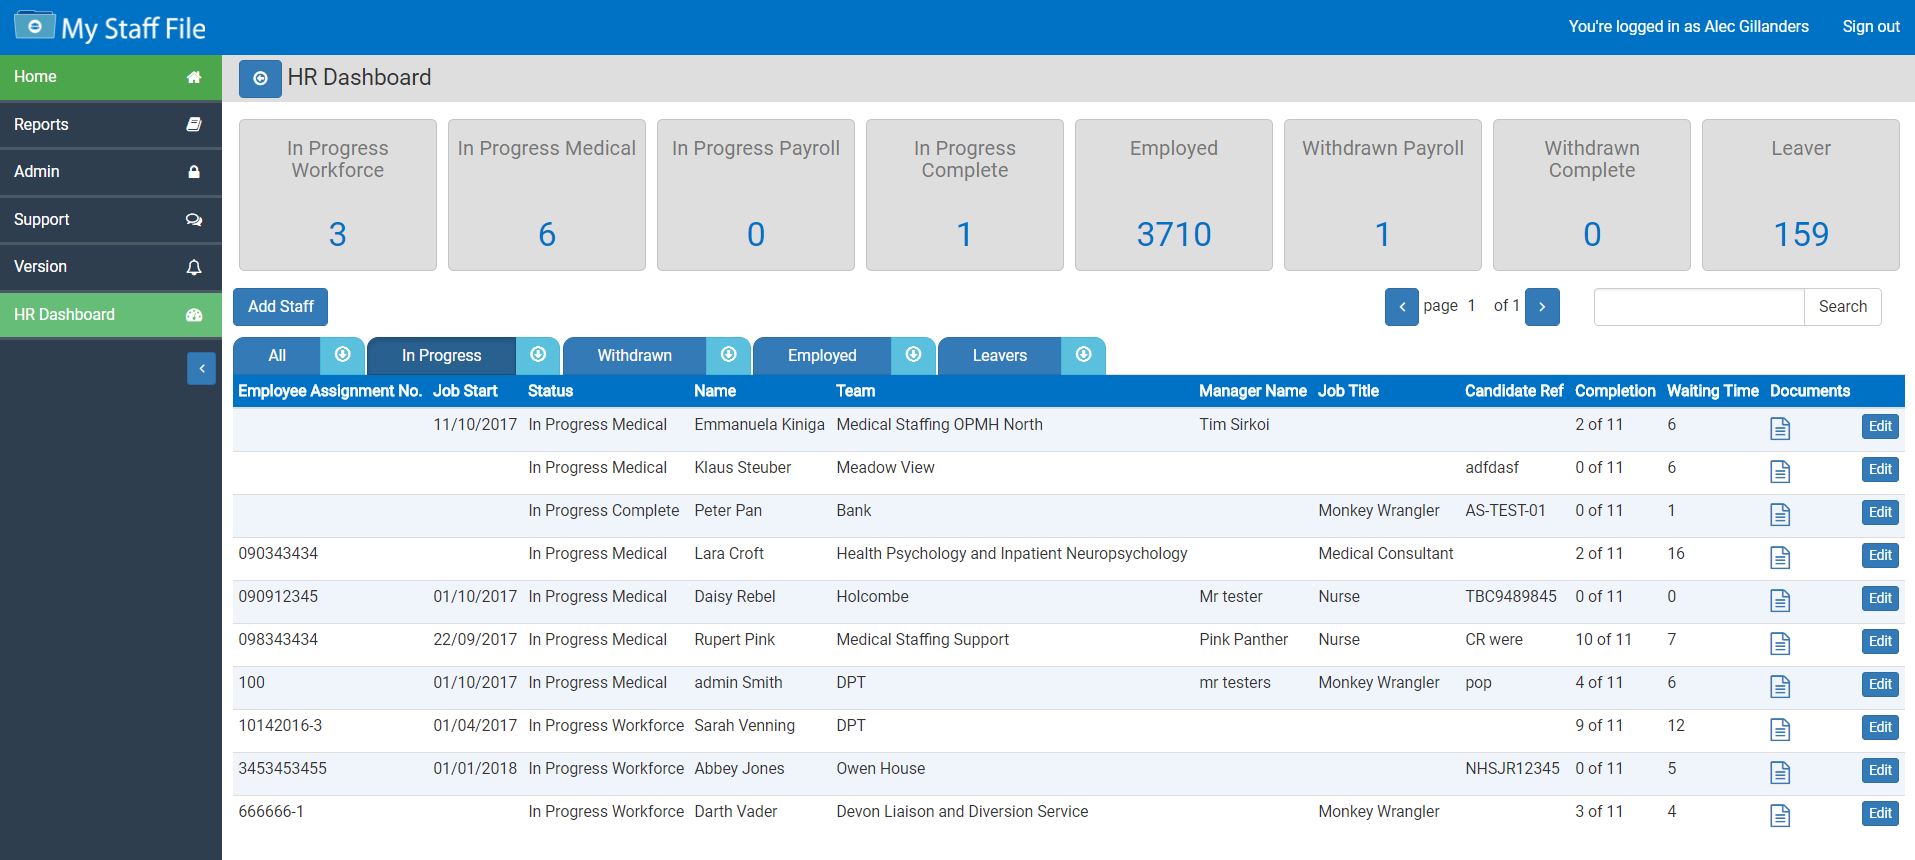 My Staff File
You're logged in as Alec Gillanders Sign out
Home
Reports
Admin
Support
Version
HR Dashboard
HR Dashboard
In Progress Workforce 3
In Progress Medical 6
In Progress Payroll 0
In Progress Complete 1
Employed 3710
Withdrawn Payroll 1
Withdrawn Complete 0
Leaver 159
Add Staff
page 1 of 1
Search
All In Progress Withdrawn Employed Leavers
Employee Assignment No. Job Start Status Name Team Manager Name Job Title Candidate Ref Completion Waiting Time Documents
11/10/2017 In Progress Medical Emmanuela Kiniga Medical Staffing OPMH North Tim Sirkoi 2 of 11 6 Edit
In Progress Medical Klaus Steuber Meadow View adfdasf 0 of 11 6 Edit
In Progress Complete Peter Pan Bank Monkey Wrangler AS-TEST-01 0 of 11 1 Edit
090343434 In Progress Medical Lara Croft Health Psychology and Inpatient Neuropsychology Medical Consultant 2 of 11 16 Edit
090912345 01/10/2017 In Progress Medical Daisy Rebel Holcombe Mr tester Nurse TBC9489845 0 of 11 0 Edit
098343434 22/09/2017 In Progress Medical Rupert Pink Medical Staffing Support Pink Panther Nurse CR were 10 of 11 7 Edit
100 01/10/2017 In Progress Medical admin Smith DPT mr testers Monkey Wrangler pop 4 of 11 6 Edit
10142016-3 01/04/2017 In Progress Workforce Sarah Venning DPT 9 of 11 12 Edit
3453453455 01/01/2018 In Progress Workforce Abbey Jones Owen House NHSJR12345 0 of 11 5 Edit
666666-1 In Progress Workforce Darth Vader Devon Liaison and Diversion Service Monkey Wrangler 3 of 11 4 Edit